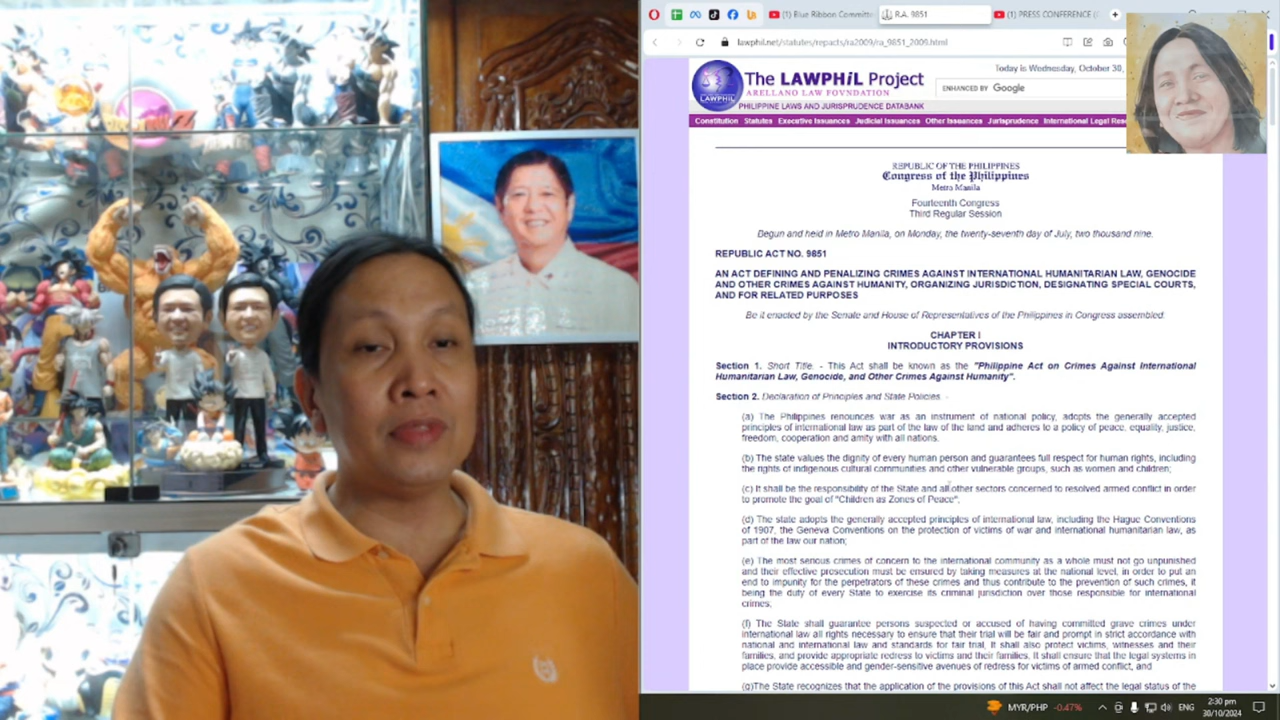 (1) Blue Ribbon Committe
R.A. 9851
(1) PRESS CONFERENCE (
lawphil.net/statutes/repacts/ra2009/ra_9851_2009.html
Today is Wednesday, October 30,
The LAWPHiL Project
ARELLANO LAW FOUNDATION
PHILIPPINE LAWS AND JURISPRUDENCE DATABANK
LAWPHIL
ENHANCED BY Google
Constitution Statutes Executive Issuances Judicial Issuances Other Issuances Jurisprudence International Legal Res
REPUBLIC OF THE PHILIPPINES
Congress of the Philippines
Metro Manila
Fourteenth Congress
Third Regular Session
Begun and held in Metro Manila, on Monday, the twenty-seventh day of July, two thousand nine.
REPUBLIC ACT NO. 9851
AN ACT DEFINING AND PENALIZING CRIMES AGAINST INTERNATIONAL HUMANITARIAN LAW, GENOCIDE
AND OTHER CRIMES AGAINST HUMANITY, ORGANIZING JURISDICTION, DESIGNATING SPECIAL COURTS,
AND FOR RELATED PURPOSES
Be it enacted by the Senate and House of Representatives of the Philippines in Congress assembled:
CHAPTER I
INTRODUCTORY PROVISIONS
Section 1. Short Title. - This Act shall be known as the "Philippine Act on Crimes Against International
Humanitarian Law, Genocide, and Other Crimes Against Humanity".
Section 2. Declaration of Principles and State Policies. -
(a) The Philippines renounces war as an instrument of national policy, adopts the generally accepted
principles of international law as part of the law of the land and adheres to a policy of peace, equality, justice,
freedom, cooperation and amity with all nations.
(b) The state values the dignity of every human person and guarantees full respect for human rights, including
the rights of indigenous cultural communities and other vulnerable groups, such as women and children;
(c) It shall be the responsibility of the State and all other sectors concerned to resolved armed conflict in order
to promote the goal of "Children as Zones of Peace";
(d) The state adopts the generally accepted principles of international law, including the Hague Conventions
of 1907, the Geneva Conventions on the protection of victims of war and international humanitarian law, as
part of the law our nation;
(e) The most serious crimes of concern to the international community as a whole must not go unpunished
and their effective prosecution must be ensured by taking measures at the national level, in order to put an
end to impunity for the perpetrators of these crimes and thus contribute to the prevention of such crimes, it
being the duty of every State to exercise its criminal jurisdiction over those responsible for international
crimes;
(f) The State shall guarantee persons suspected or accused of having committed grave crimes under
international law all rights necessary to ensure that their trial will be fair and prompt in strict accordance with
national and international law and standards for fair trial, It shall also protect victims, witnesses and their
families, and provide appropriate redress to victims and their families, It shall ensure that the legal systems in
place provide accessible and gender-sensitive avenues of redress for victims of armed conflict, and
(g)The State recognizes that the application of the provisions of this Act shall not affect the legal status of the
MYR/PHP -0.47% ENG 2:30 pm
30/10/2024